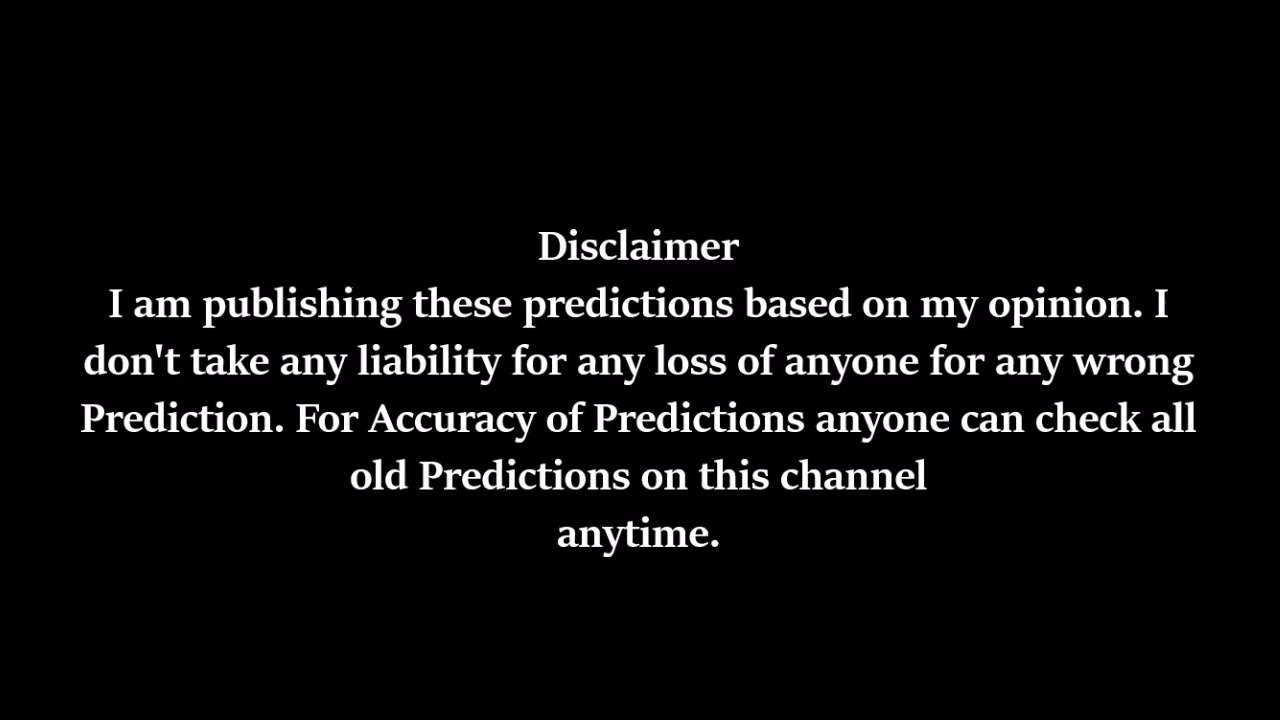 Disclaimer
I am publishing these predictions based on my opinion. I
don't take any liability for any loss of anyone for any wrong
Prediction. For Accuracy of Predictions anyone can check all
old Predictions on this channel
anytime.